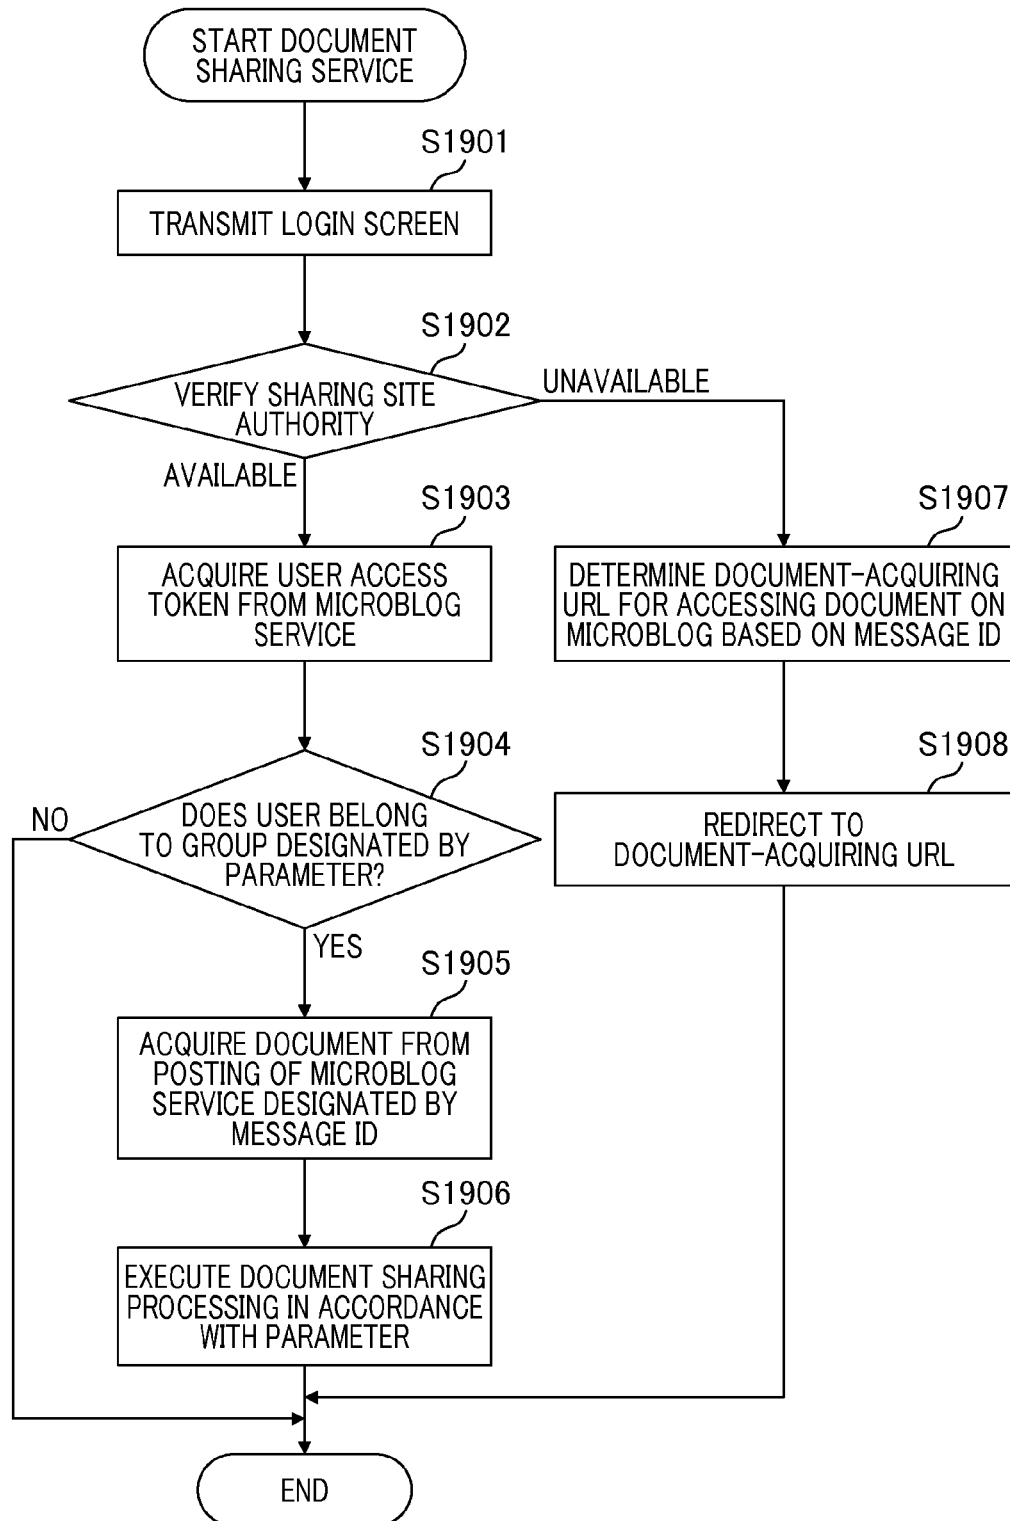 START DOCUMENT
SHARING SERVICE
S1901
TRANSMIT LOGIN SCREEN
S1902
VERIFY SHARING SITE
AUTHORITY
UNAVAILABLE
AVAILABLE
S1903
ACQUIRE USER ACCESS
TOKEN FROM MICROBLOG
SERVICE
S1907
DETERMINE DOCUMENT-ACQUIRING
URL FOR ACCESSING DOCUMENT ON
MICROBLOG BASED ON MESSAGE ID
S1904
DOES USER BELONG
TO GROUP DESIGNATED BY
PARAMETER?
NO
YES
S1908
REDIRECT TO
DOCUMENT-ACQUIRING URL
S1905
ACQUIRE DOCUMENT FROM
POSTING OF MICROBLOG
SERVICE DESIGNATED BY
MESSAGE ID
S1906
EXECUTE DOCUMENT SHARING
PROCESSING IN ACCORDANCE
WITH PARAMETER
END